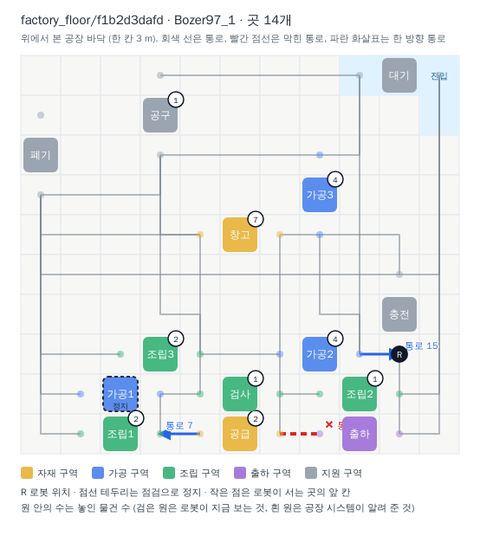 factory_floor/f1b2d3dafd · Bozer97_1 · 곳 14개
위에서 본 공장 바닥 (한 칸 3 m). 회색 선은 통로, 빨간 점선은 막힌 통로, 파란 화살표는 한 방향 통로
대기
전립
공구 1
폐기
가공3 4
창고 7
충전
통로 15
조립3 2
가공2 4
R
가공1
정지
검사 1
조립2 1
조립1 2
통로 7
공급 2
×
출하
자재 구역 가공 구역 조립 구역 출하 구역 지원 구역
R 로봇 위치 · 점선 테두리는 점검으로 정지 · 작은 점은 로봇이 서는 곳의 앞 칸
원 안의 수는 놓인 물건 수 (검은 원은 로봇이 지금 보는 것, 흰 원은 공장 시스템이 알려 준 것)